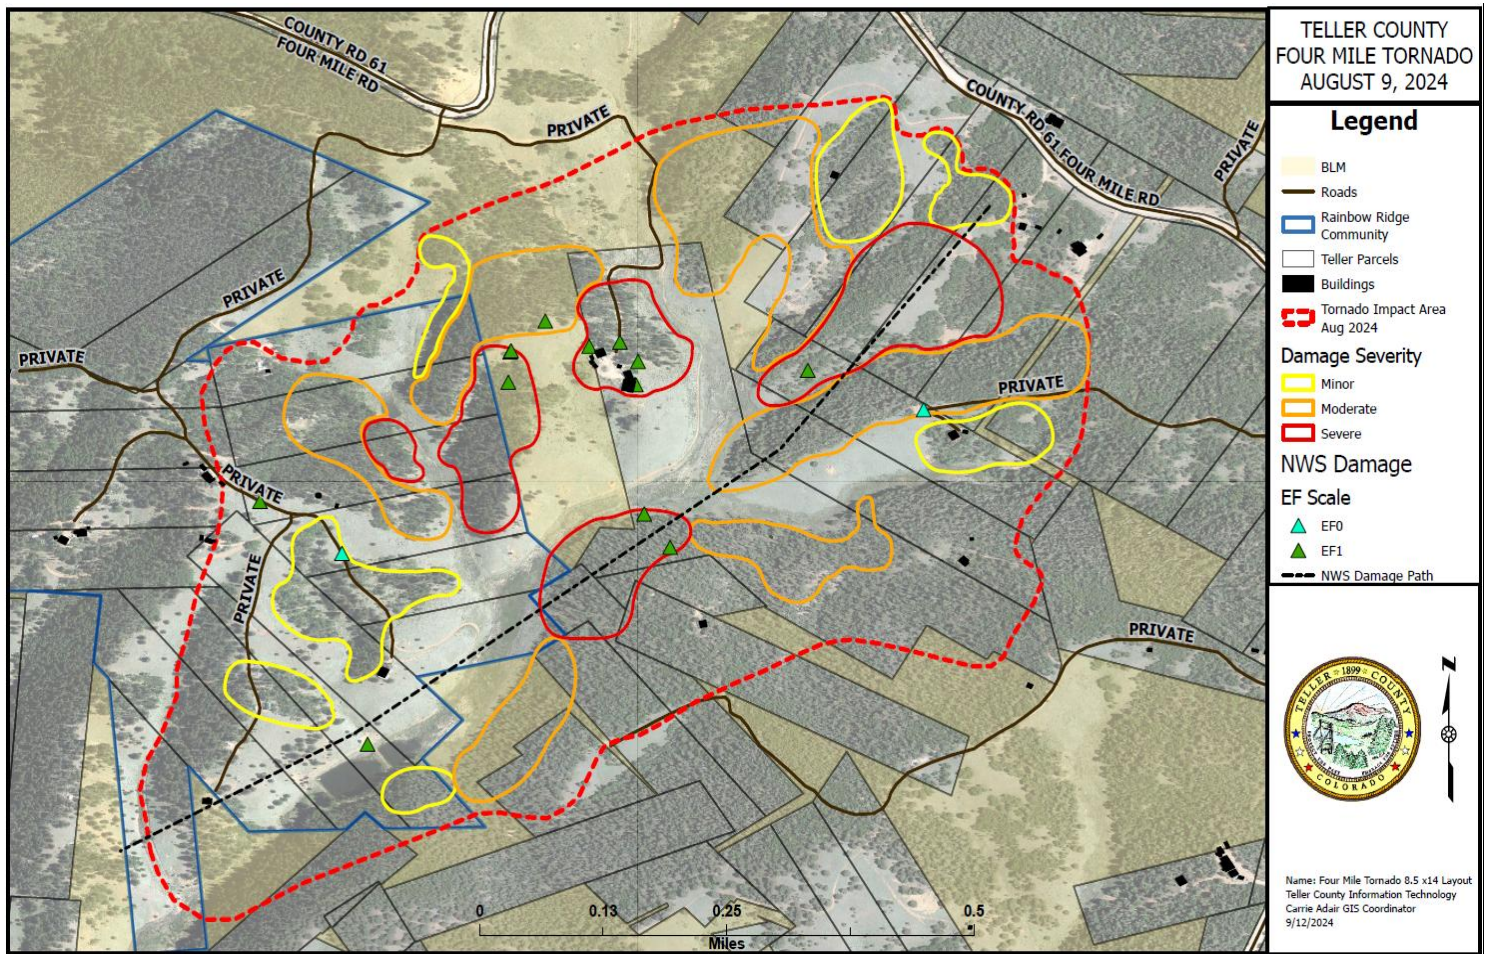 COUNTY RD 61
FOUR MILE RD
PRIVATE
COUNTY RD 61 FOUR MILE RD
PRIVATE
PRIVATE
PRIVATE
PRIVATE
PRIVATE
PRIVATE
PRIVATE
0
0.13
0.25
0.5
Miles
TELLER COUNTY
FOUR MILE TORNADO
AUGUST 9, 2024
Legend
BLM
Roads
Rainbow Ridge
Community
Teller Parcels
Buildings
Tornado Impact Area
Aug 2024
Damage Severity
Minor
Moderate
Severe
NWS Damage
EF Scale
EF0
EF1
NWS Damage Path
TELLER 1899 COUNTY
COLORADO
N
Name: Four Mile Tornado 8.5 x14 Layout
Teller County Information Technology
Carrie Adair GIS Coordinator
9/12/2024